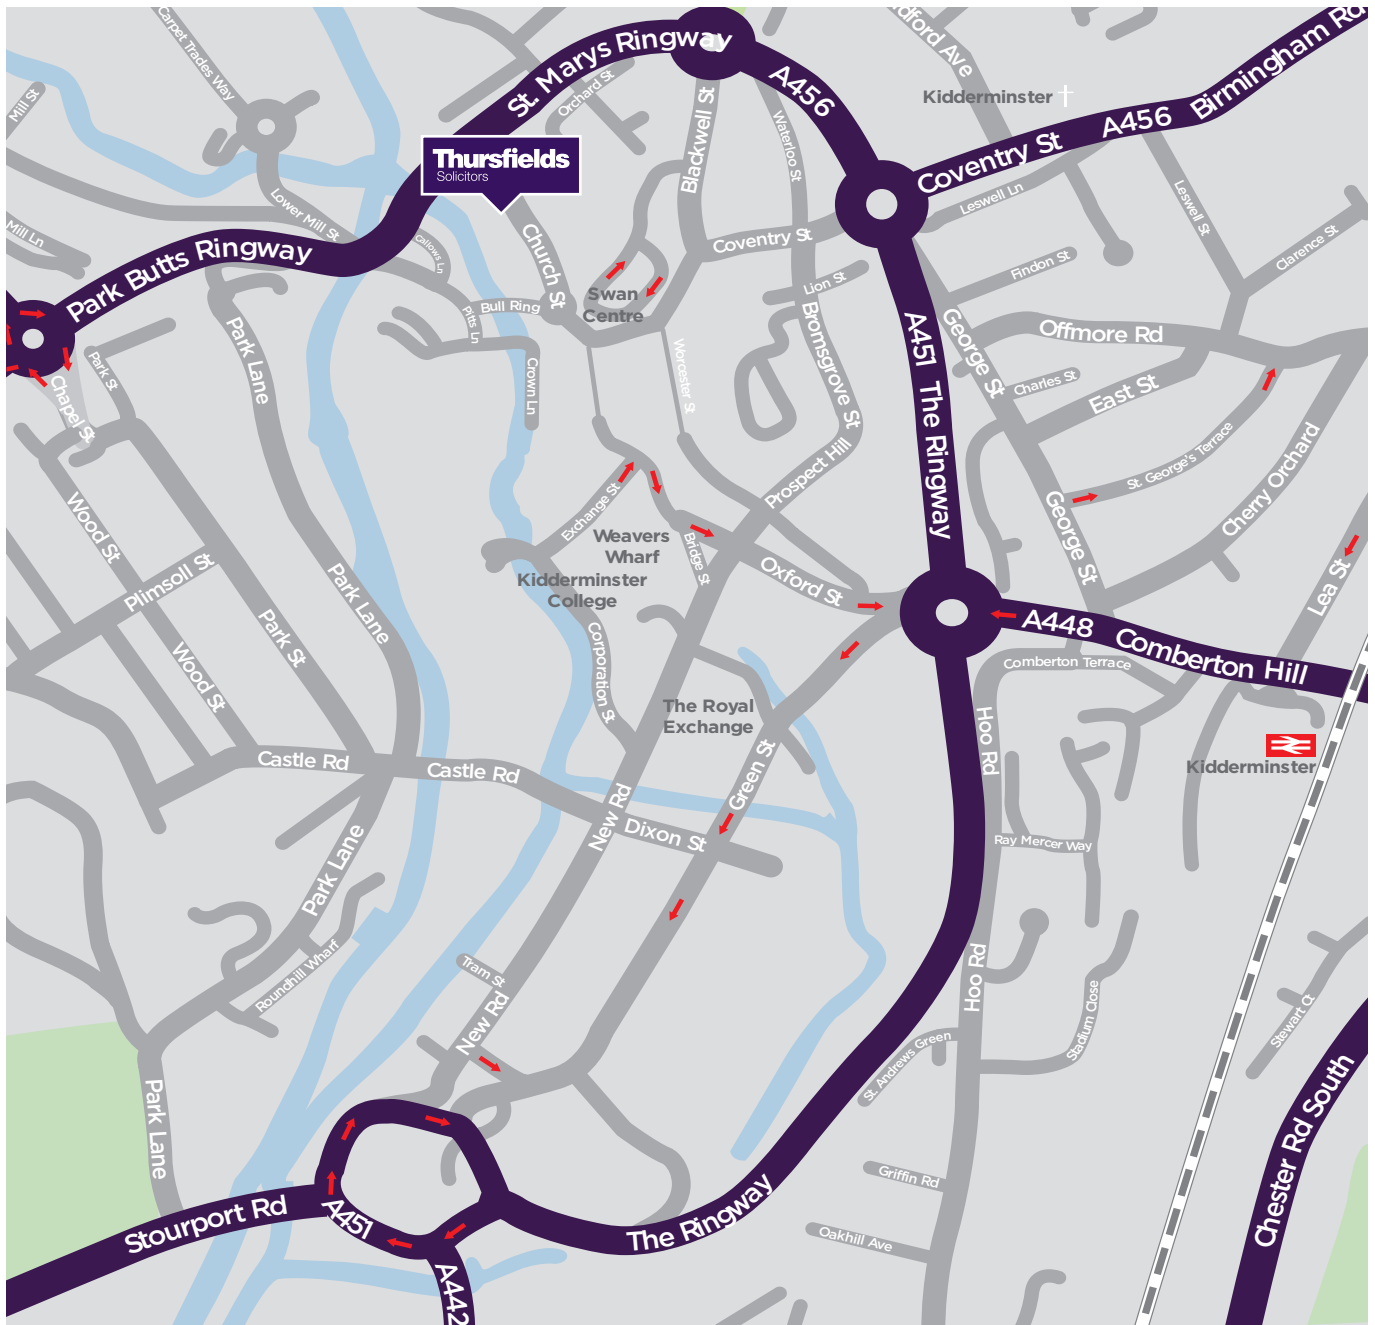 Carpet Trades Way
St Marys Ringway
Orchard St
A456
Kidderminster
A456
Birmingham Rd
Mill St
Thursfields
Solicitors
Blackwell St
Waterloo St
Coventry St
Leswell Ln
Leswell St
Lower Mill St
Mill Ln
Callows Ln
Church St
Coventry St
Clarence St
Park Butts Ringway
Findon St
Lion St
Swan
Centre
Bull Ring
Pitts Ln
Bromsgrove St
A451 The Ringway
George St
Offmore Rd
Park Lane
Park St
Chapel St
Crown Ln
Worcester St
Charles St
East St
Prospect Hill
St. George's Terrace
Cherry Orchard
Wood St
Exchange St
George St
Weavers
Wharf
Bridge St
Oxford St
Lea St
Kidderminster
College
Plimsoll St
Park Lane
Park St
Corporation St
A448 Comberton Hill
Comberton Terrace
Wood St
The Royal
Exchange
Hoo Rd
Kidderminster
Castle Rd
Castle Rd
Green St
New Rd
Dixon St
Ray Mercer Way
Park Lane
Roundhill Wharf
Tram St
New Rd
Hoo Rd
Stadium Close
Stewart Ct
St. Andrews Green
Park Lane
Chester Rd South
Griffin Rd
Stourport Rd
A451
The Ringway
Oakhill Ave
A442